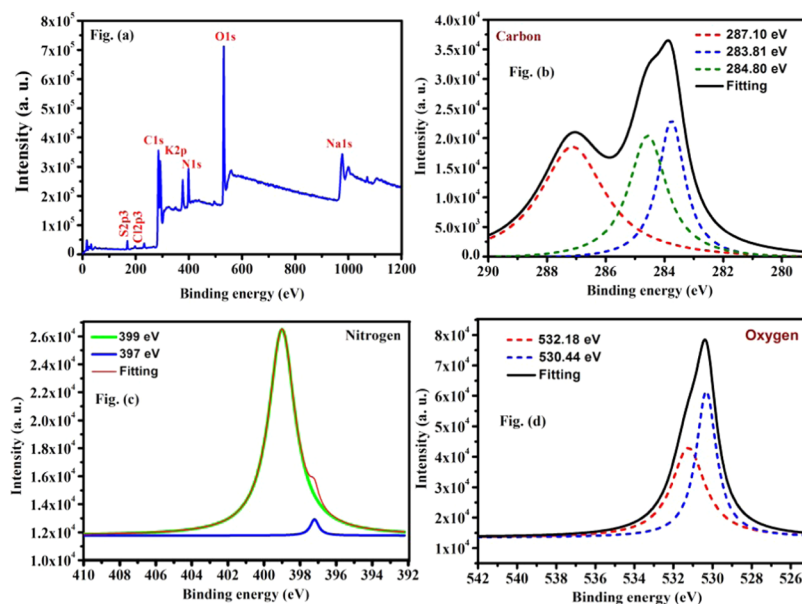 Fig. (a)
O1s
C1s
K2p
N1s
Na1s
S2p3
Cl2p3
8x10⁵
7x10⁵
6x10⁵
5x10⁵
4x10⁵
3x10⁵
2x10⁵
1x10⁵
0
0 200 400 600 800 1000 1200
Intensity (a. u.)
Binding energy (eV)
Carbon
Fig. (b)
287.10 eV
283.81 eV
284.80 eV
Fitting
4.0x10⁴
3.5x10⁴
3.0x10⁴
2.5x10⁴
2.0x10⁴
1.5x10⁴
1.0x10⁴
5.0x10³
0.0
290 288 286 284 282 280
Intensity (a. u.)
Binding energy (eV)
399 eV
397 eV
Fitting
Nitrogen
Fig. (c)
2.6x10⁴
2.4x10⁴
2.2x10⁴
2.0x10⁴
1.8x10⁴
1.6x10⁴
1.4x10⁴
1.2x10⁴
1.0x10⁴
410 408 406 404 402 400 398 396 394 392
Intensity (a. u.)
Binding energy (eV)
Oxygen
532.18 eV
530.44 eV
Fitting
Fig. (d)
8x10⁴
7x10⁴
6x10⁴
5x10⁴
4x10⁴
3x10⁴
2x10⁴
1x10⁴
542 540 538 536 534 532 530 528 526
Intensity (a. u.)
Binding energy (eV)